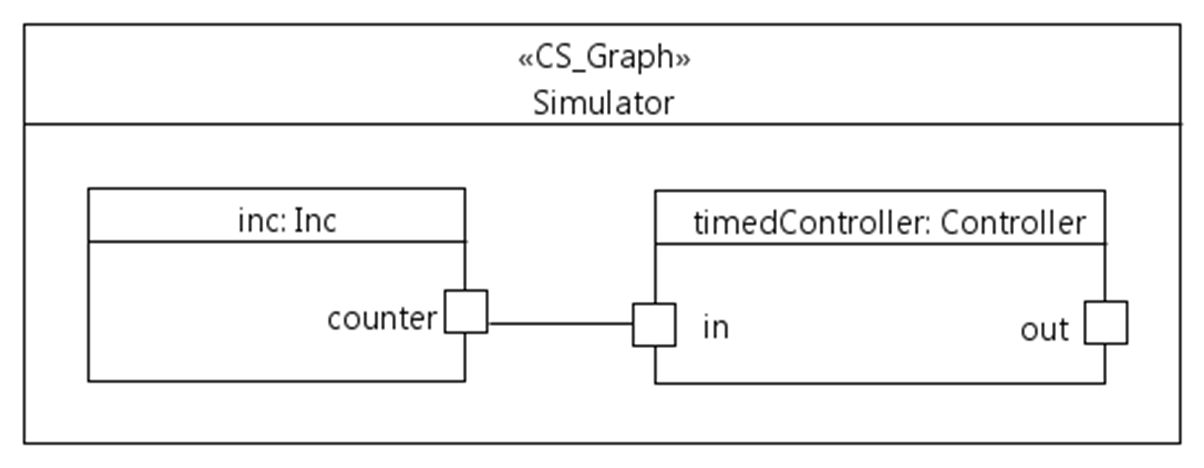 «CS_Graph»
Simulator
inc: Inc
timedController: Controller
counter
in
out